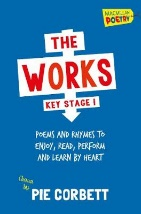 MACMILLAN
POETRY
THE
WORKS
KEY STAGE 1
POEMS AND RHYMES TO
ENJOY, READ, PERFORM
AND LEARN BY HEART
Chosen
by
PIE CORBETT